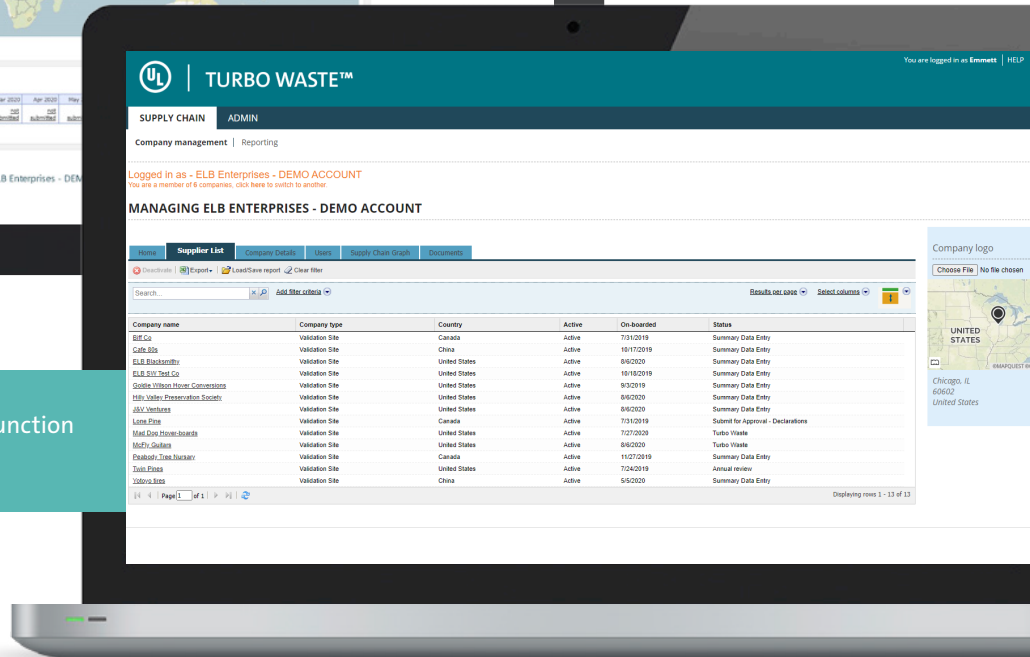 Apr 2020
not
submitted
B Enterprises - DEM
unction
UL
TURBO WASTE™
You are logged in as Emmett | HELP
SUPPLY CHAIN ADMIN
Company management | Reporting
Logged in as - ELB Enterprises - DEMO ACCOUNT
You are a member of 6 companies, click here to switch to another.
MANAGING ELB ENTERPRISES - DEMO ACCOUNT
Home Supplier List Company Details Users Supply Chain Graph Documents
Deactivate Export Load/Save report Clear filter
Search... Add filter criteria Results per page Select columns
Company name Company type Country Active On-boarded Status
Biff Co Validation Site Canada Active 7/31/2019 Summary Data Entry
Cafe 80s Validation Site China Active 10/17/2019 Summary Data Entry
ELB Blacksmithy Validation Site United States Active 8/6/2020 Summary Data Entry
ELB SW Test Co Validation Site United States Active 10/18/2019 Summary Data Entry
Goldie Wilson Hover Conversions Validation Site United States Active 9/3/2019 Summary Data Entry
Hilly Valley Preservation Society Validation Site United States Active 8/6/2020 Summary Data Entry
J&V Ventures Validation Site United States Active 8/6/2020 Summary Data Entry
Lone Pine Validation Site Canada Active 7/31/2019 Submit for Approval - Declarations
Mad Dog Hover-boards Validation Site United States Active 7/27/2020 Turbo Waste
McFly Guitars Validation Site United States Active 8/6/2020 Turbo Waste
Peabody Tree Nursary Validation Site Canada Active 11/27/2019 Summary Data Entry
Twin Pines Validation Site United States Active 7/24/2019 Annual review
Yotoyo tires Validation Site China Active 5/5/2020 Summary Data Entry
Page 1 of 1 Displaying rows 1 - 13 of 13
Company logo
Choose File No file chosen
UNITED
STATES
©MAPQUEST
Chicago, IL
60602
United States